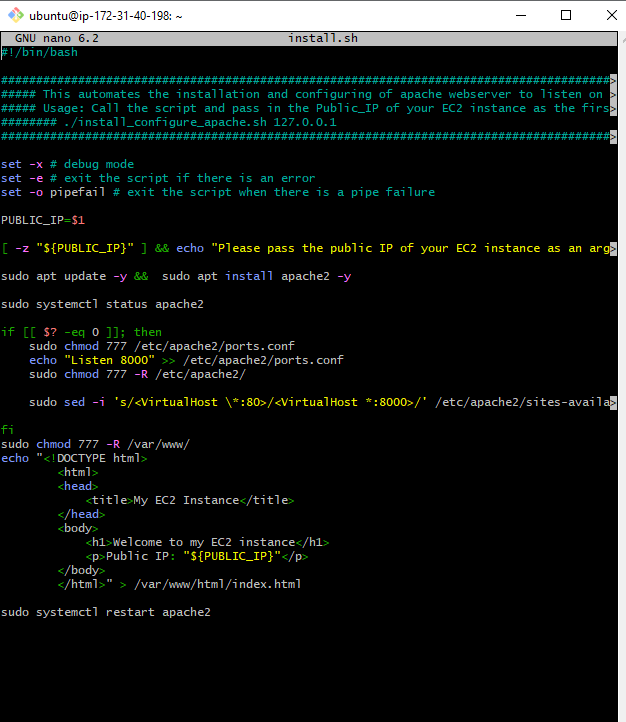 ubuntu@ip-172-31-40-198: ~
GNU nano 6.2 install.sh
#!/bin/bash
#######################################################################################>
##### This automates the installation and configuring of apache webserver to listen on >
##### Usage: Call the script and pass in the Public_IP of your EC2 instance as the firs>
######## ./install_configure_apache.sh 127.0.0.1
#######################################################################################>
set -x # debug mode
set -e # exit the script if there is an error
set -o pipefail # exit the script when there is a pipe failure
PUBLIC_IP=$1
[ -z "${PUBLIC_IP}" ] && echo "Please pass the public IP of your EC2 instance as an arg>
sudo apt update -y &&  sudo apt install apache2 -y
sudo systemctl status apache2
if [[ $? -eq 0 ]]; then
    sudo chmod 777 /etc/apache2/ports.conf
    echo "Listen 8000" >> /etc/apache2/ports.conf
    sudo chmod 777 -R /etc/apache2/
    sudo sed -i 's/<VirtualHost \*:80>/<VirtualHost *:8000>/' /etc/apache2/sites-availa>
fi
sudo chmod 777 -R /var/www/
echo "<!DOCTYPE html>
        <html>
        <head>
            <title>My EC2 Instance</title>
        </head>
        <body>
            <h1>Welcome to my EC2 instance</h1>
            <p>Public IP: "${PUBLIC_IP}"</p>
        </body>
        </html>" > /var/www/html/index.html
sudo systemctl restart apache2